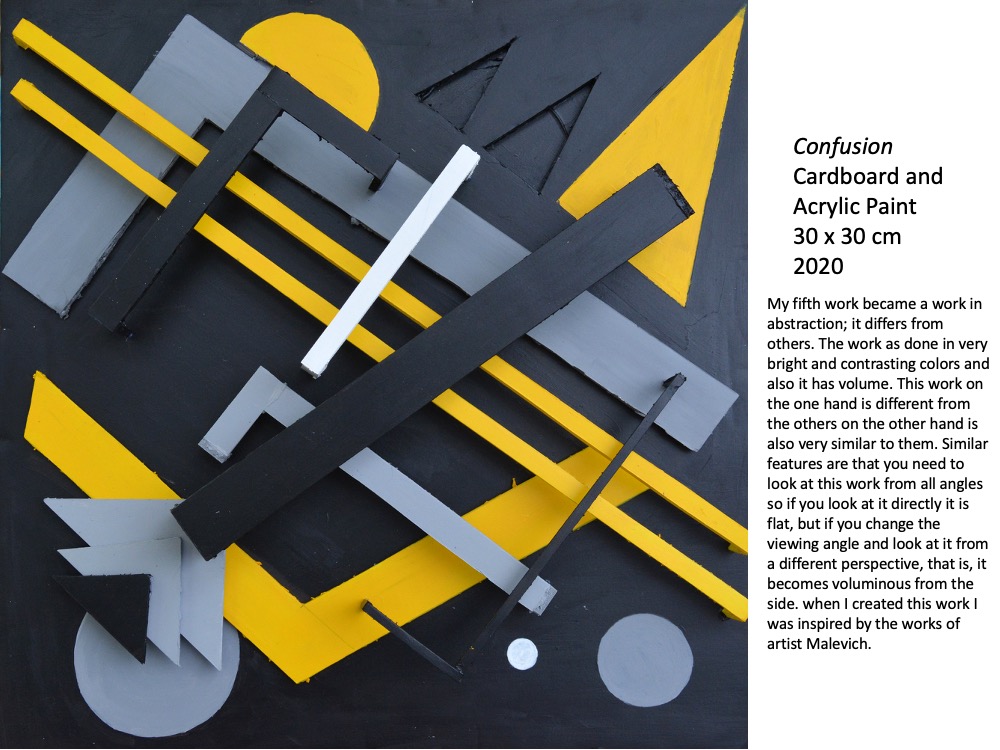 Confusion
Cardboard and
Acrylic Paint
30 x 30 cm
2020
My fifth work became a work in
abstraction; it differs from
others. The work as done in very
bright and contrasting colors and
also it has volume. This work on
the one hand is different from
the others on the other hand is
also very similar to them. Similar
features are that you need to
look at this work from all angles
so if you look at it directly it is
flat, but if you change the
viewing angle and look at it from
a different perspective, that is, it
becomes voluminous from the
side. when I created this work I
was inspired by the works of
artist Malevich.